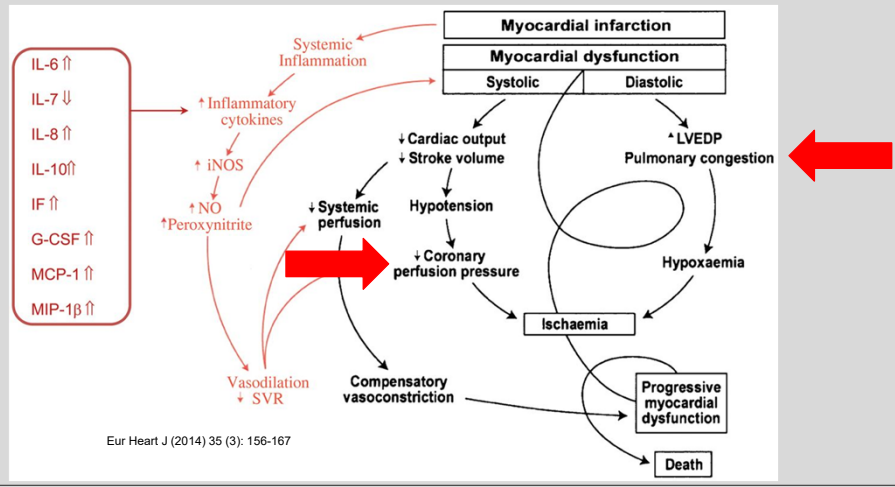 Myocardial infarction
Myocardial dysfunction
Systolic
Diastolic
Systemic
Inflammation
IL-6⇑
IL-7⇓
IL-8⇑
IL-10⇑
IF⇑
G-CSF⇑
MCP-1⇑
MIP-1β⇑
↑Inflammatory
cytokines
↑ iNOS
↑NO
↑Peroxynitrite
Vasodilation
↓ SVR
↓Cardiac output
↓Stroke volume
↓Systemic
perfusion
Hypotension
↓Coronary
perfusion pressure
▲LVEDP
Pulmonary congestion
Hypoxaemia
Ischaemia
Compensatory
vasoconstriction
Progressive
myocardial
dysfunction
Death
Eur Heart J (2014) 35 (3): 156-167